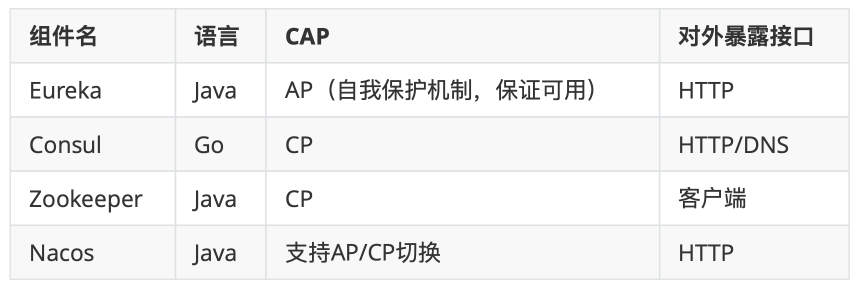 组件名 语言 CAP 对外暴露接口
Eureka Java AP（自我保护机制，保证可用） HTTP
Consul Go CP HTTP/DNS
Zookeeper Java CP 客户端
Nacos Java 支持AP/CP切换 HTTP